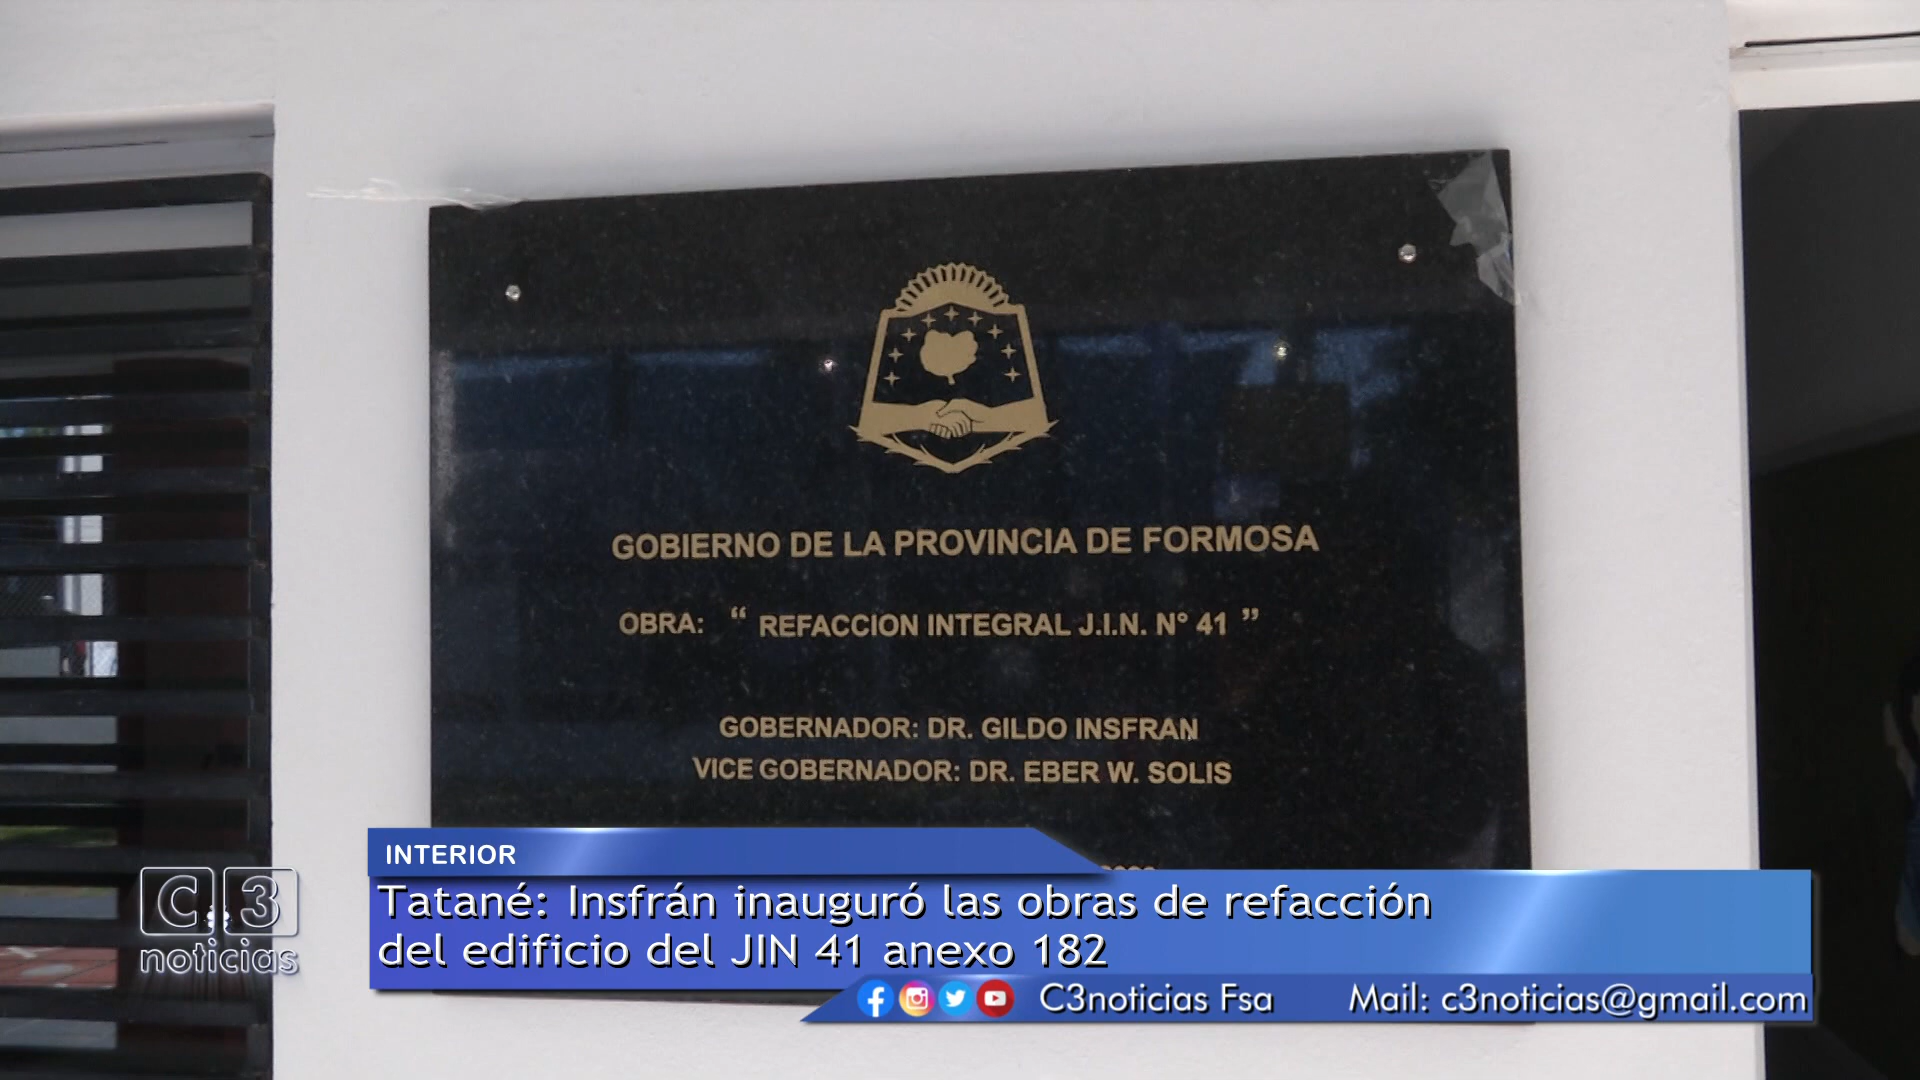 GOBIERNO DE LA PROVINCIA DE FORMOSA
OBRA: “ REFACCION INTEGRAL J.I.N. N° 41 ”
GOBERNADOR: DR. GILDO INSFRAN
VICE GOBERNADOR: DR. EBER W. SOLIS
INTERIOR
Tatané: Insfrán inauguró las obras de refacción
del edificio del JIN 41 anexo 182
C3 noticias
C3noticias Fsa Mail: c3noticias@gmail.com